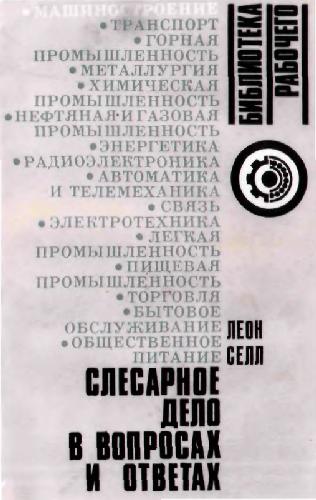 • МАШИНОСТРОЕНИЕ
• ТРАНСПОРТ
• ГОРНАЯ
ПРОМЫШЛЕННОСТЬ
• МЕТАЛЛУРГИЯ
• ХИМИЧЕСКАЯ
ПРОМЫШЛЕННОСТЬ
• НЕФТЯНАЯ И ГАЗОВАЯ
ПРОМЫШЛЕННОСТЬ
• ЭНЕРГЕТИКА
• РАДИОЭЛЕКТРОНИКА
• АВТОМАТИКА
И ТЕЛЕМЕХАНИКА
• СВЯЗЬ
• ЭЛЕКТРОТЕХНИКА
• ЛЕГКАЯ
ПРОМЫШЛЕННОСТЬ
• ПИЩЕВАЯ
ПРОМЫШЛЕННОСТЬ
• ТОРГОВЛЯ
• БЫТОВОЕ
ОБСЛУЖИВАНИЕ
• ОБЩЕСТВЕННОЕ
ПИТАНИЕ
БИБЛИОТЕКА
РАБОЧЕГО
ЛЕОН
СЕЛЛ
СЛЕСАРНОЕ
ДЕЛО
В ВОПРОСАХ
И ОТВЕТАХ